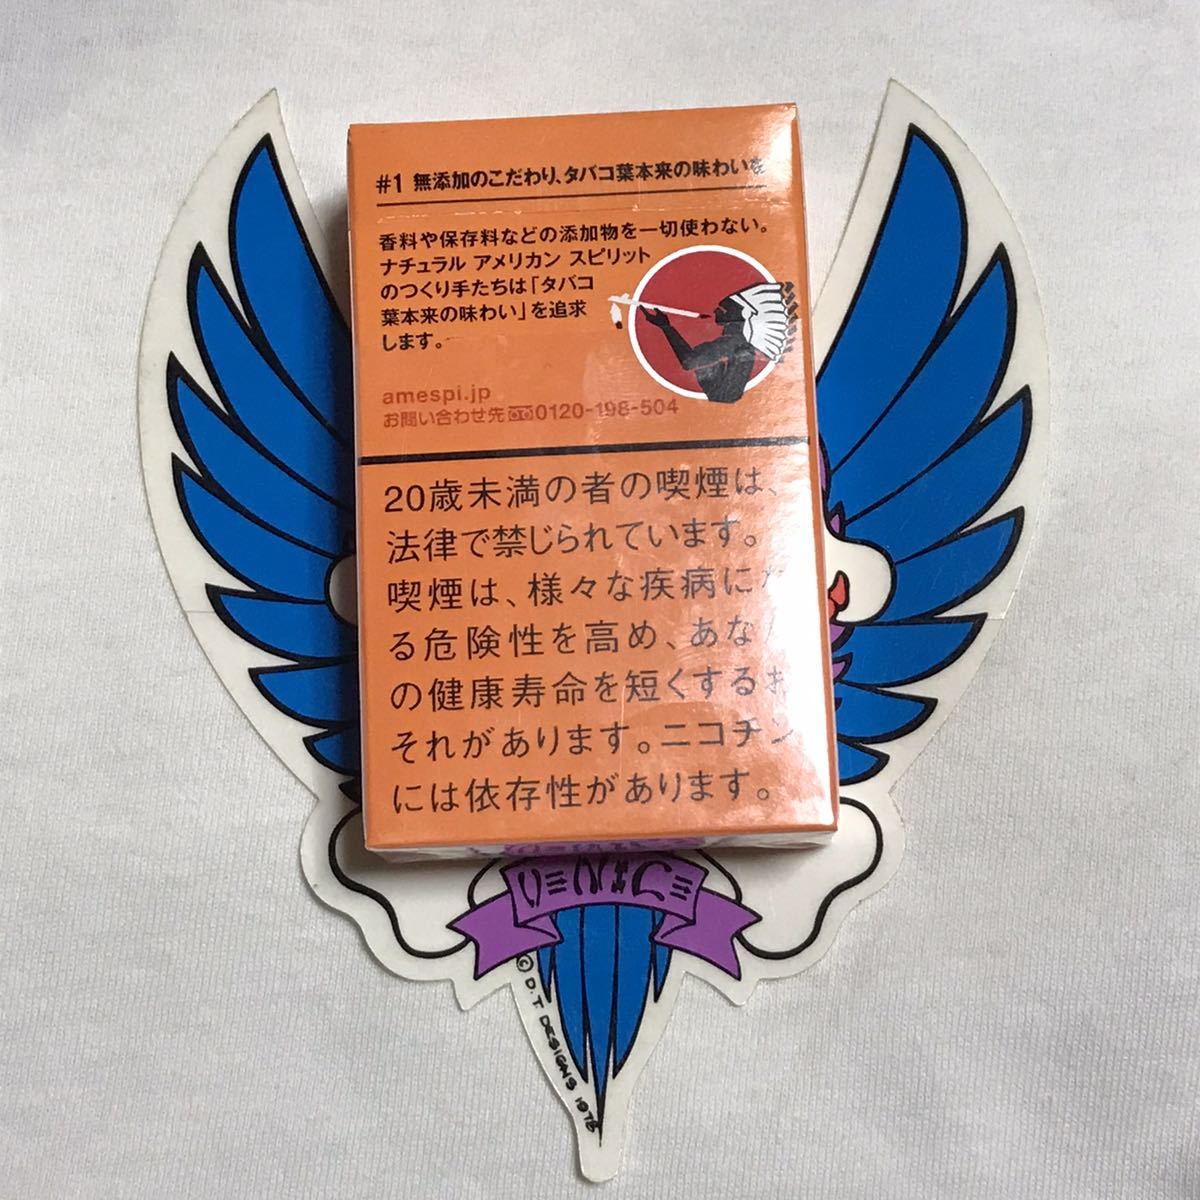 #1 無添加のこだわり、タバコ葉本来の味わいを
香料や保存料などの添加物を一切使わない。
ナチュラル アメリカン スピリット
のつくり手たちは「タバコ
葉本来の味わい」を追求
します。
amespi.jp
お問い合わせ先 0120-198-504
20歳未満の者の喫煙は、
法律で禁じられています。
喫煙は、様々な疾病にな
る危険性を高め、あなた
の健康寿命を短くするお
それがあります。ニコチン
には依存性があります。
© D.T DESIGNS 1978